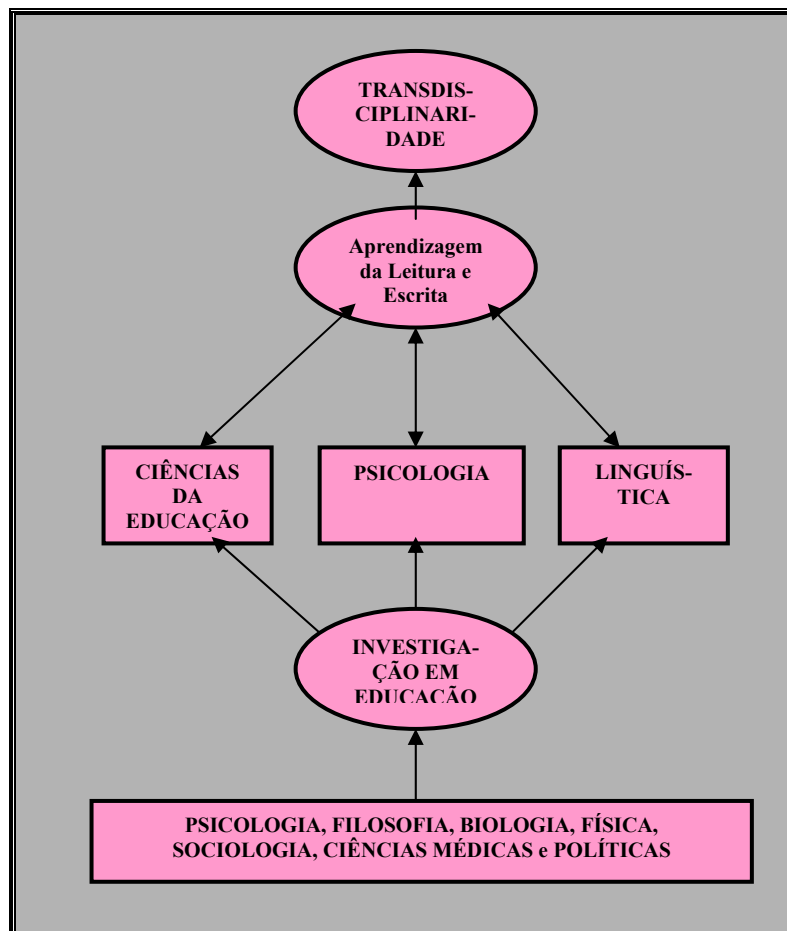 TRANSDIS-
CIPLINARI-
DADE
Aprendizagem
da Leitura e
Escrita
CIÊNCIAS
DA
EDUCAÇÃO
PSICOLOGIA
LINGUÍS-
TICA
INVESTIGA-
ÇÃO EM
EDUCAÇÃO
PSICOLOGIA, FILOSOFIA, BIOLOGIA, FÍSICA,
SOCIOLOGIA, CIÊNCIAS MÉDICAS e POLÍTICAS